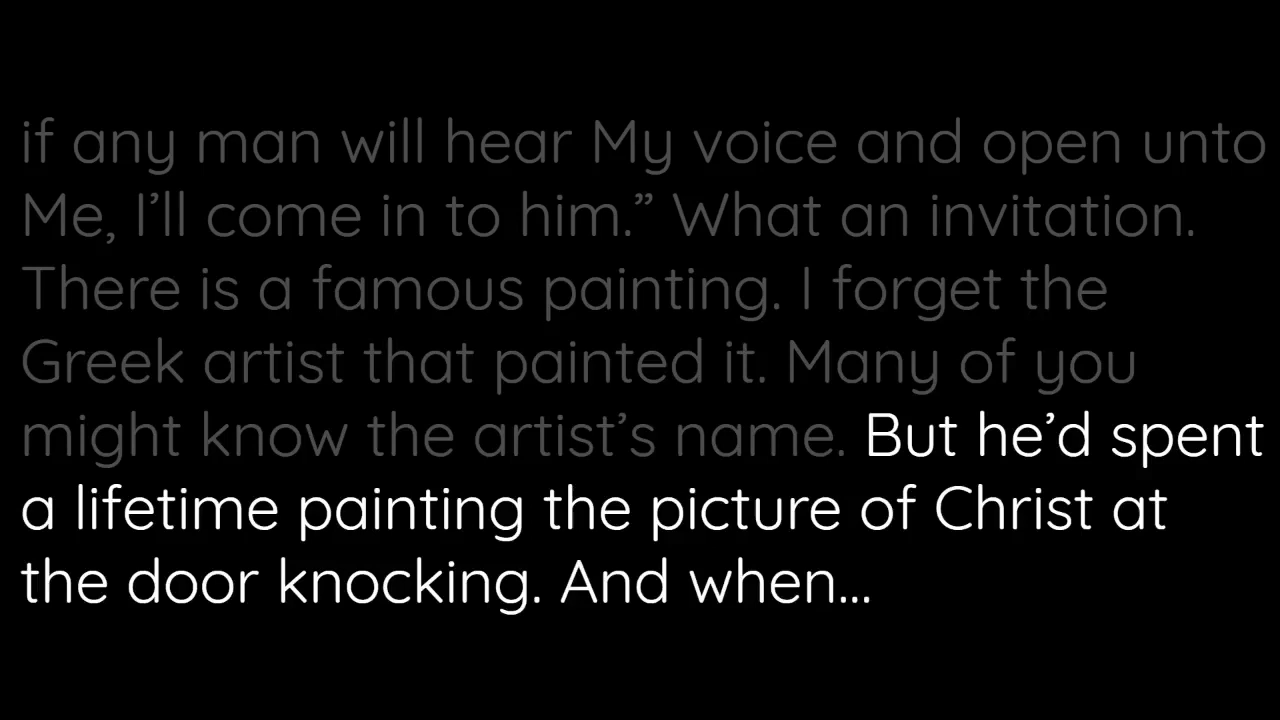 if any man will hear My voice and open unto
Me, I’ll come in to him.” What an invitation.
There is a famous painting. I forget the
Greek artist that painted it. Many of you
might know the artist’s name. But he’d spent
a lifetime painting the picture of Christ at
the door knocking. And when...